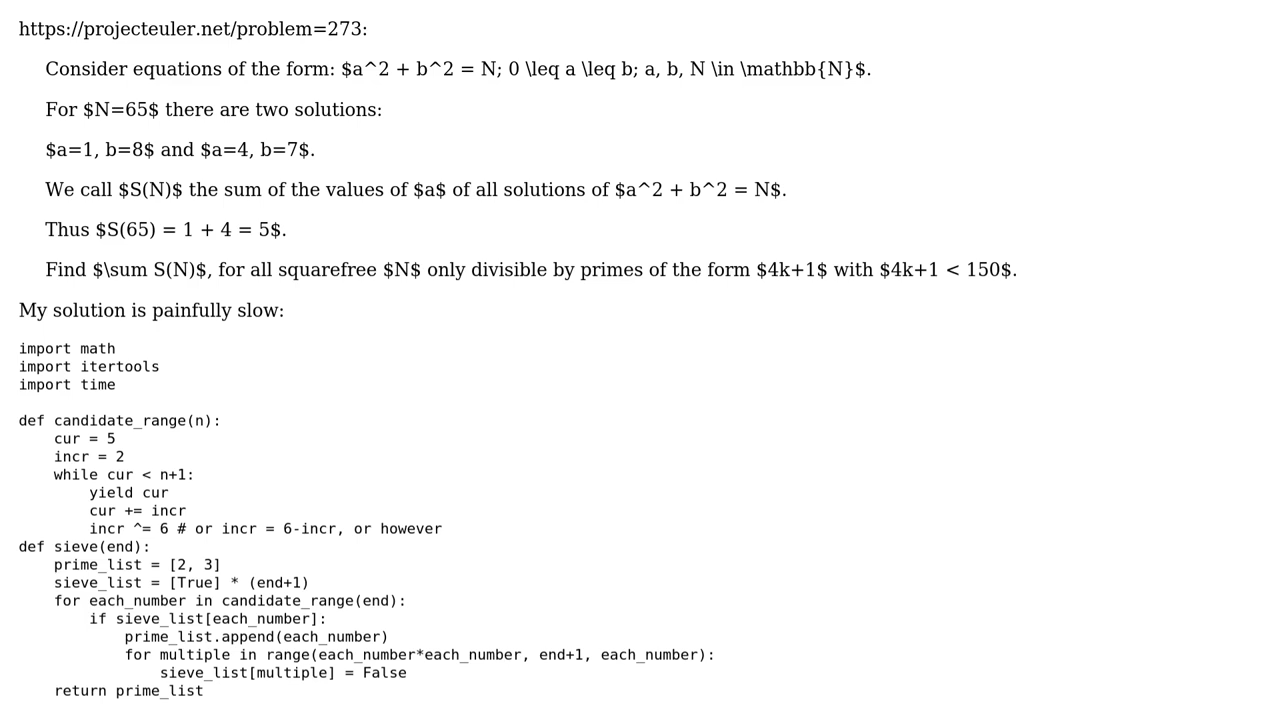 https://projecteuler.net/problem=273:
Consider equations of the form: $a^2 + b^2 = N; 0 \leq a \leq b; a, b, N \in \mathbb{N}$.
For $N=65$ there are two solutions:
$a=1, b=8$ and $a=4, b=7$.
We call $S(N)$ the sum of the values of $a$ of all solutions of $a^2 + b^2 = N$.
Thus $S(65) = 1 + 4 = 5$.
Find $\sum S(N)$, for all squarefree $N$ only divisible by primes of the form $4k+1$ with $4k+1 < 150$.
My solution is painfully slow:
import math
import itertools
import time

def candidate_range(n):
    cur = 5
    incr = 2
    while cur < n+1:
        yield cur
        cur += incr
        incr ^= 6 # or incr = 6-incr, or however
def sieve(end):
    prime_list = [2, 3]
    sieve_list = [True] * (end+1)
    for each_number in candidate_range(end):
        if sieve_list[each_number]:
            prime_list.append(each_number)
            for multiple in range(each_number*each_number, end+1, each_number):
                sieve_list[multiple] = False
    return prime_list